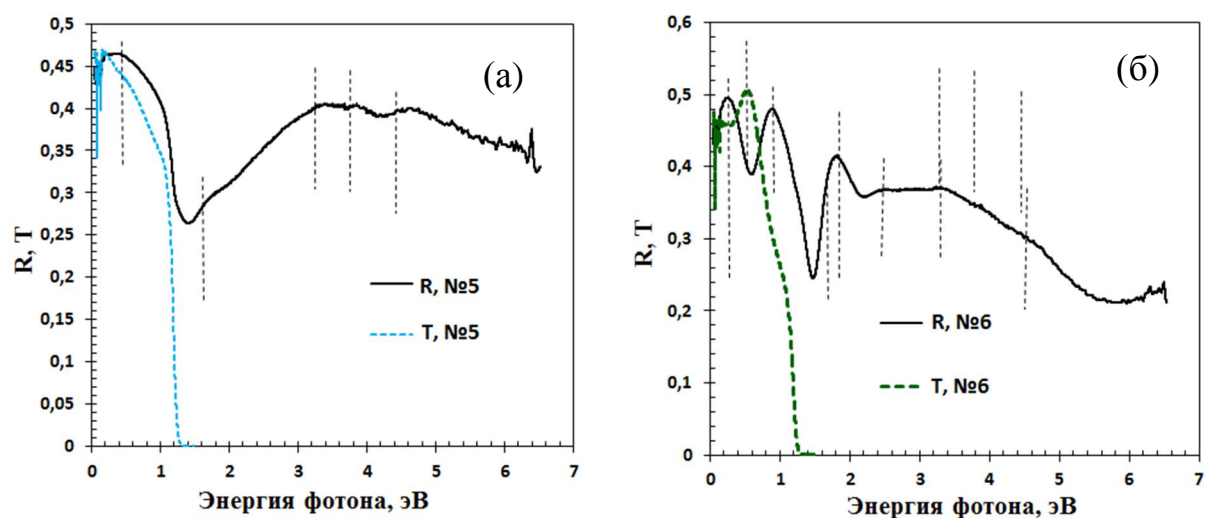 (а)
0,5
0,45
0,4
0,35
0,3
0,25
0,2
0,15
0,1
0,05
0
R, T
R, №5
T, №5
0 1 2 3 4 5 6 7
Энергия фотона, эВ
(б)
0,6
0,5
0,4
0,3
0,2
0,1
0
R, T
R, №6
T, №6
0 1 2 3 4 5 6 7
Энергия фотона, эВ